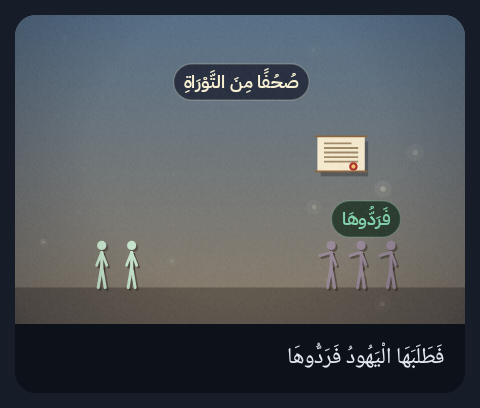 صُحُفًا مِنَ التَّوْرَاةِ
فَرَدُّوهَا
فَطَلَبَهَا الْيَهُودُ فَرَدُّوهَا